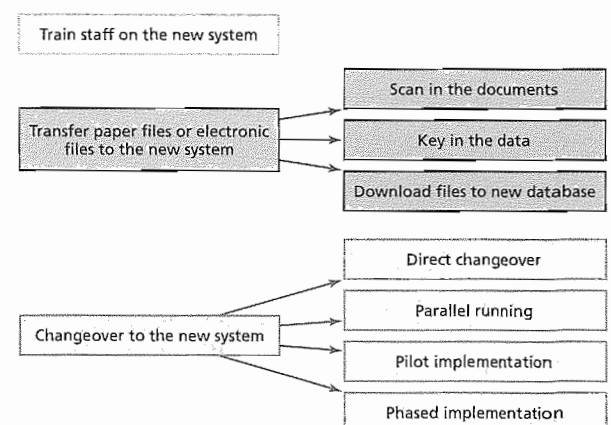 Train staff on the new system
Scan in the documents
Transfer paper files or electronic
files to the new system
Key in the data
Download files to new database
Direct changeover
Parallel running
Changeover to the new system
Pilot implementation
Phased implementation